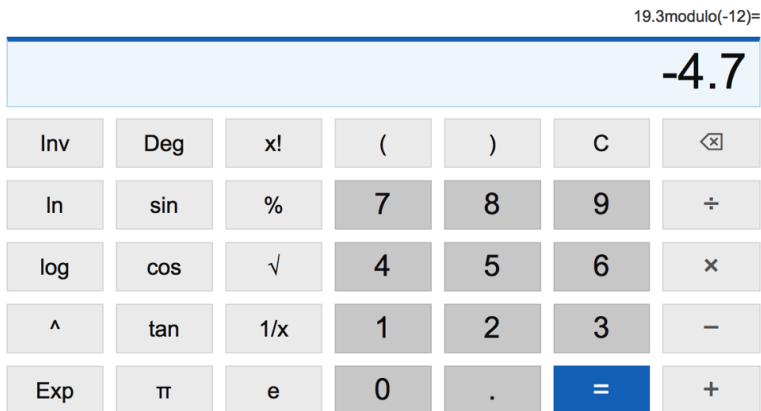 19.3modulo(-12)=
-4.7
Inv Deg x! ( ) C
ln sin % 7 8 9 ÷
log cos √ 4 5 6 ×
^ tan 1/x 1 2 3 −
Exp π e 0 . = +